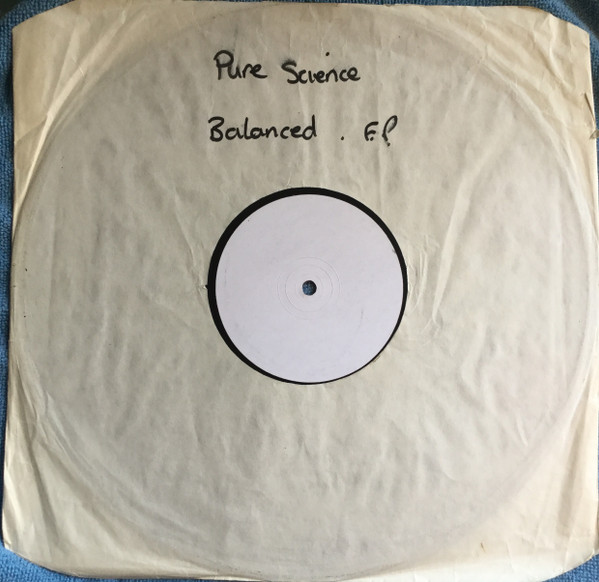 Pure Science
Balanced . E.P